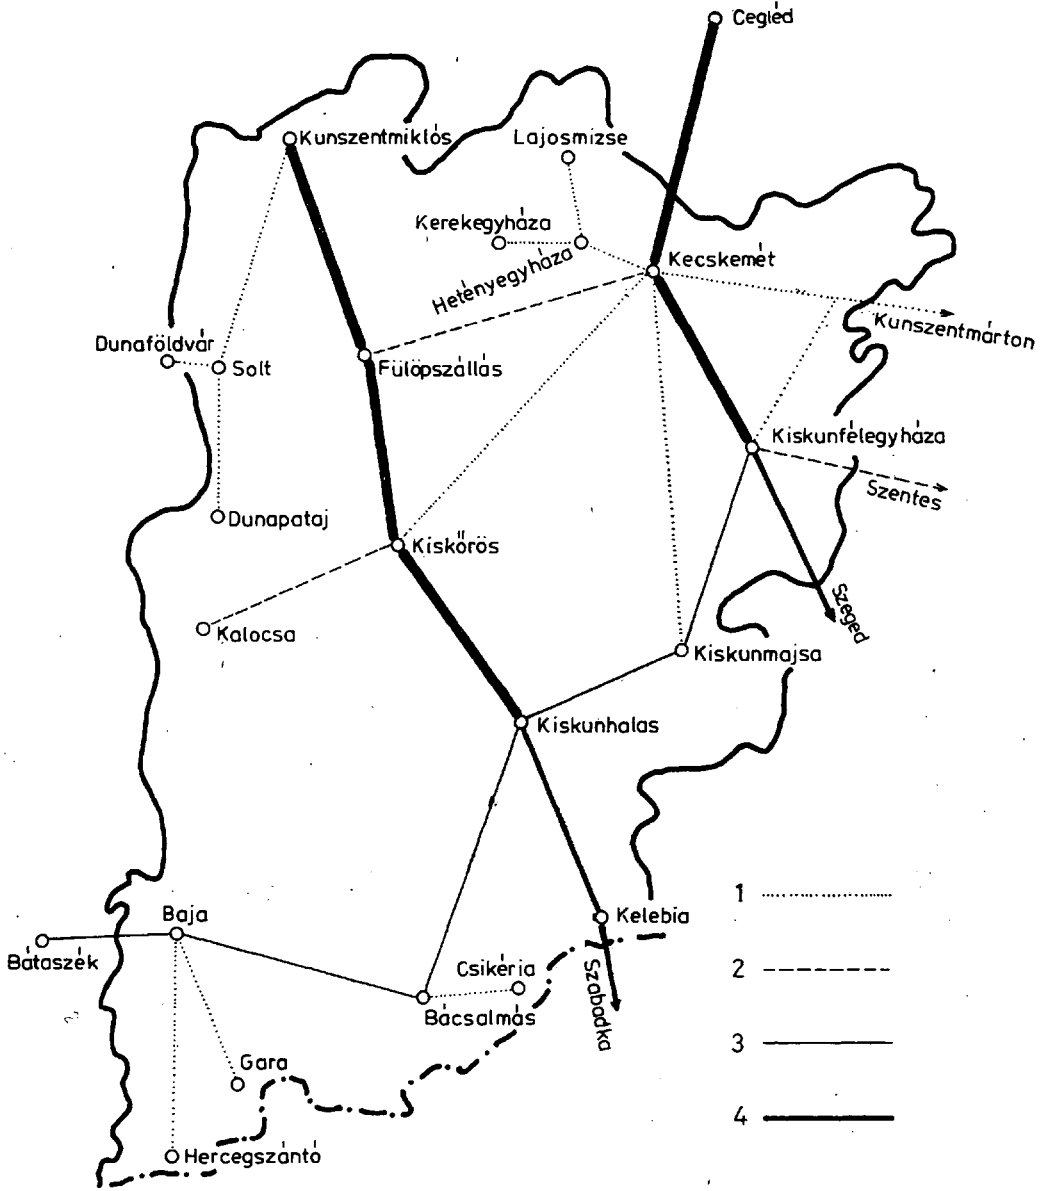 Cegléd
Kunszentmiklós
Lajosmizse
Kerekegyháza
Hetényegyháza
Kecskemét
Kunszentmárton
Dunaföldvár
Solt
Fülöpszállás
Kiskunfélegyháza
Szentes
Dunapataj
Kiskőrös
Kalocsa
Szeged
Kiskunmajsa
Kiskunhalas
1
Baja
Kelebia
Bátaszék
Csikéria
2
Szabadka
Bácsalmás
3
Gara
4
Hercegszántó